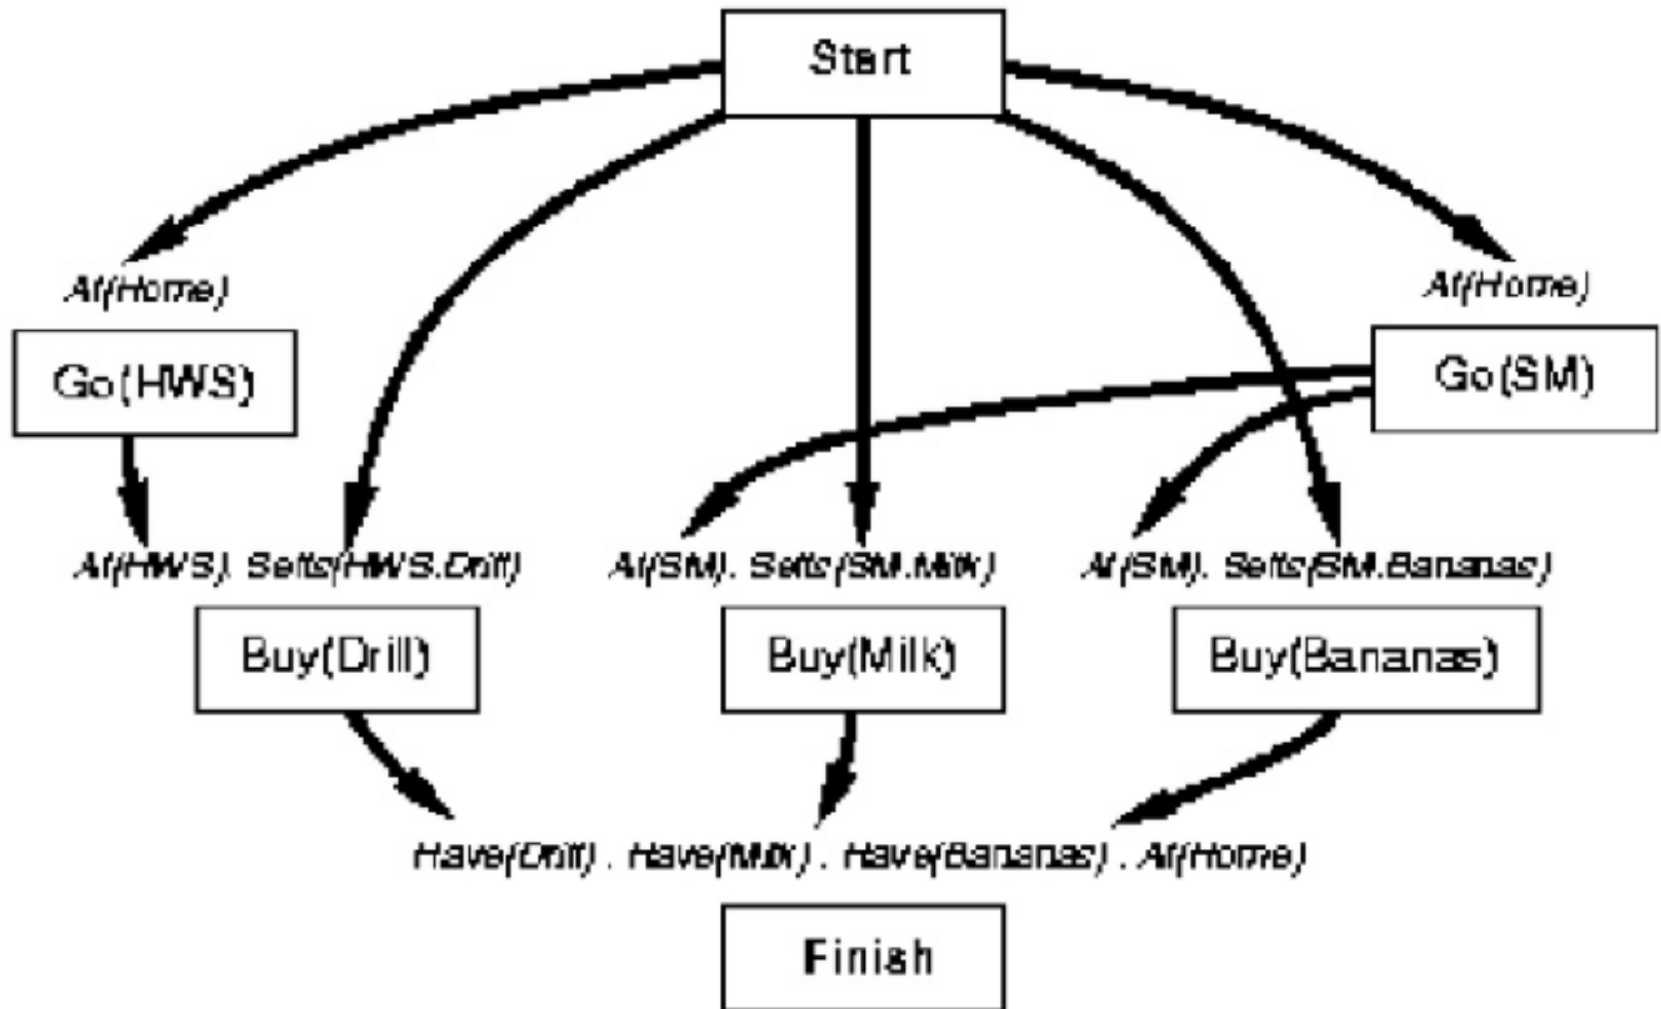 Start
At(Home) At(Home)
Go(HWS) Go(SM)
At(HWS), Sells(HWS,Drill) At(SM), Sells(SM,Milk) At(SM), Sells(SM,Bananas)
Buy(Drill) Buy(Milk) Buy(Bananas)
Have(Drill) , Have(Milk) , Have(Bananas) , At(Home)
Finish